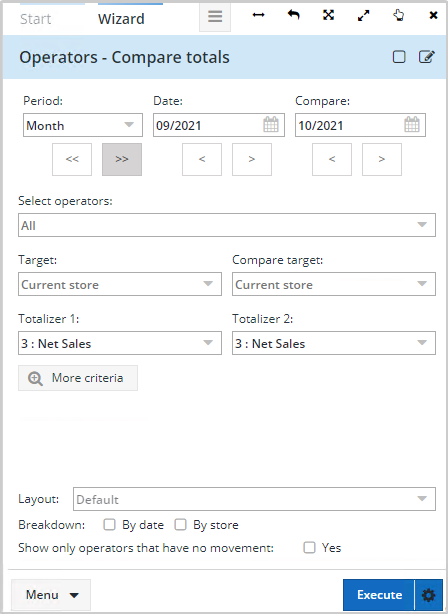 Start Wizard
Operators - Compare totals
Period: Date: Compare:
Month 09/2021 10/2021
<< >> < > < >
Select operators:
All
Target: Compare target:
Current store Current store
Totalizer 1: Totalizer 2:
3 : Net Sales 3 : Net Sales
More criteria
Layout: Default
Breakdown: By date By store
Show only operators that have no movement: Yes
Menu Execute